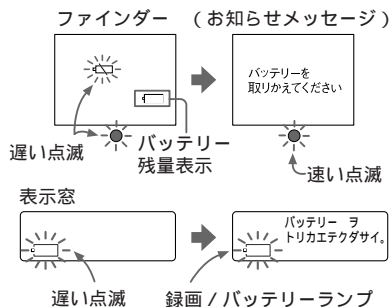 ファインダー
(お知らせメッセージ)
バッテリーを
取りかえてください
遅い点滅
バッテリー
残量表示
速い点滅
表示窓
バッテリー ヲ
トリカエテクダサイ。
遅い点滅
録画/バッテリーランプ